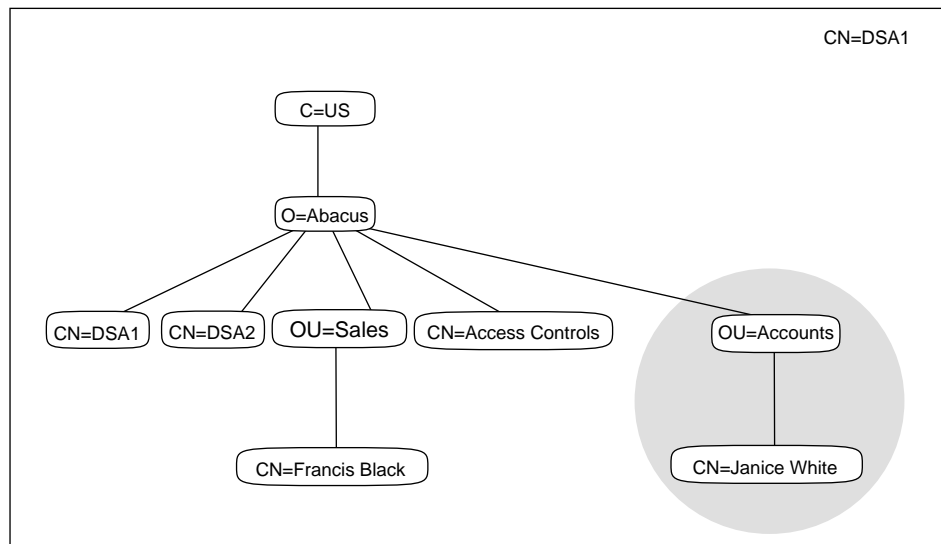 CN=DSA1
C=US
O=Abacus
CN=DSA1
CN=DSA2
OU=Sales
CN=Access Controls
OU=Accounts
CN=Francis Black
CN=Janice White